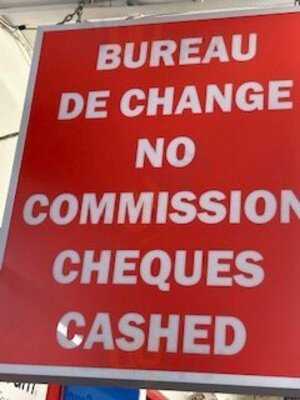 BUREAU
DE CHANGE
NO
COMMISSION
CHEQUES
CASHED